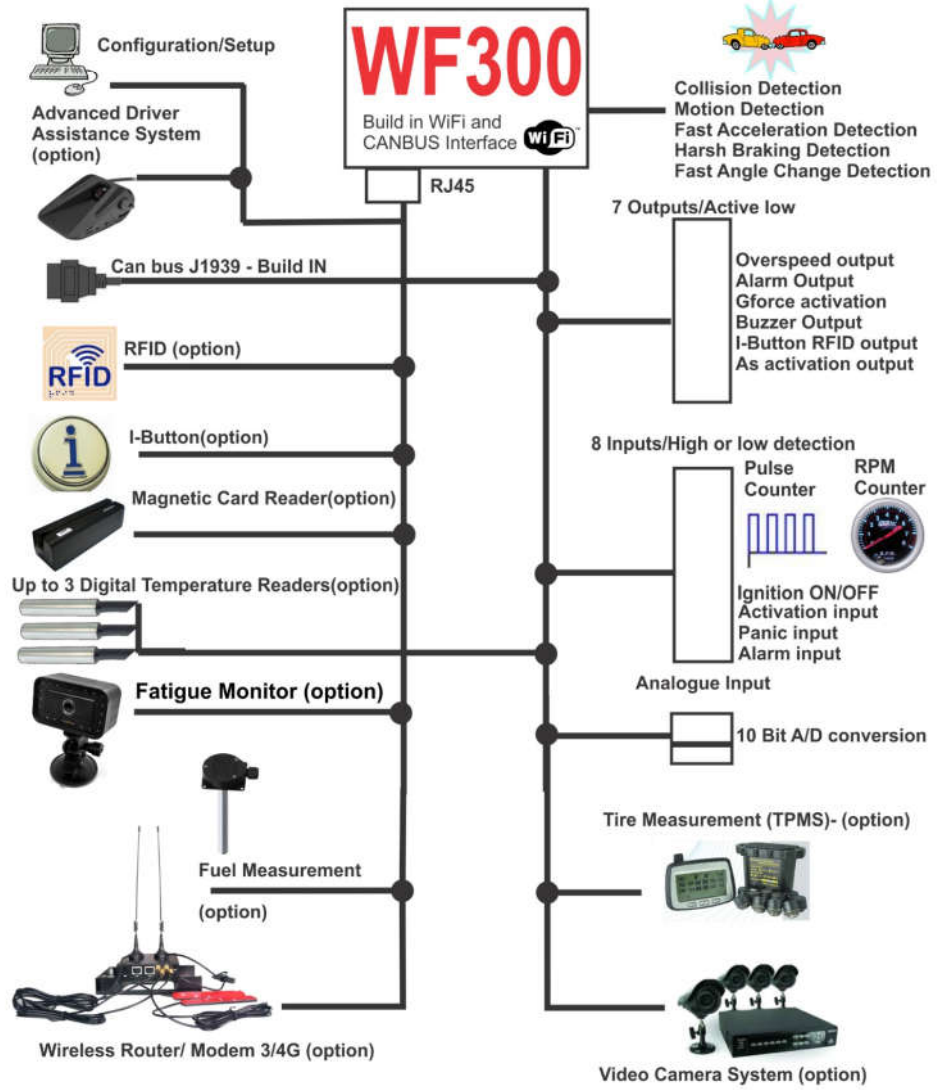 WF300
Build in WiFi and
CANBUS Interface
Wi Fi
TM
RJ45
Configuration/Setup
Advanced Driver
Assistance System
(option)
Can bus J1939 - Build IN
RFID (option)
RFID
I-Button(option)
i
Magnetic Card Reader(option)
Up to 3 Digital Temperature Readers(option)
Fatigue Monitor (option)
Fuel Measurement
(option)
Wireless Router/ Modem 3/4G (option)
Collision Detection
Motion Detection
Fast Acceleration Detection
Harsh Braking Detection
Fast Angle Change Detection
7 Outputs/Active low
Overspeed output
Alarm Output
Gforce activation
Buzzer Output
I-Button RFID output
As activation output
8 Inputs/High or low detection
Pulse
Counter
RPM
Counter
Ignition ON/OFF
Activation input
Panic input
Alarm input
Analogue Input
10 Bit A/D conversion
Tire Measurement (TPMS)- (option)
Video Camera System (option)